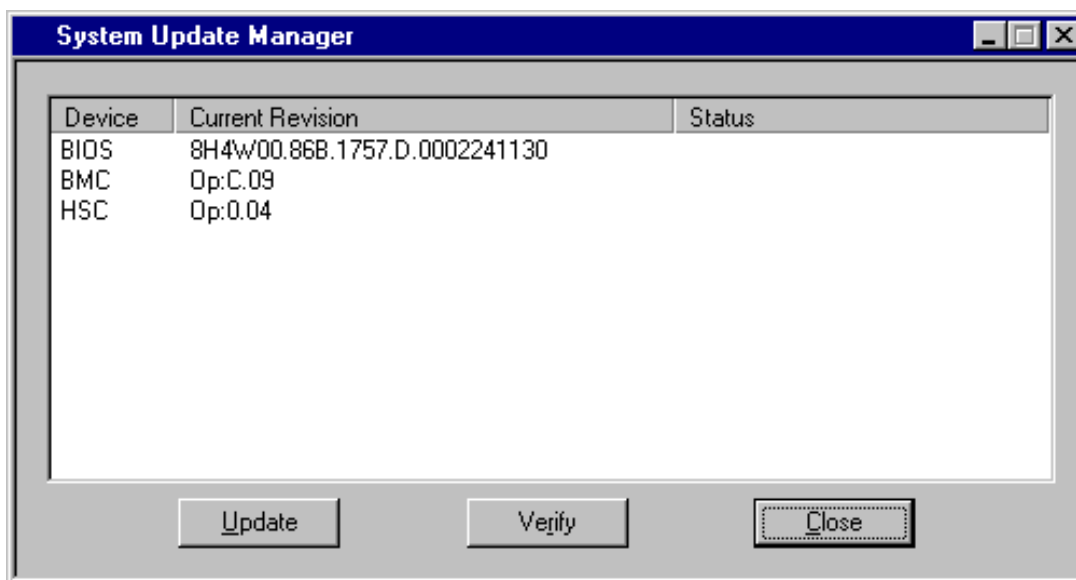 System Update Manager
Device Current Revision Status
BIOS 8H4W00.86B.1757.D.0002241130
BMC Op:C.09
HSC Op:0.04
Update Verify Close